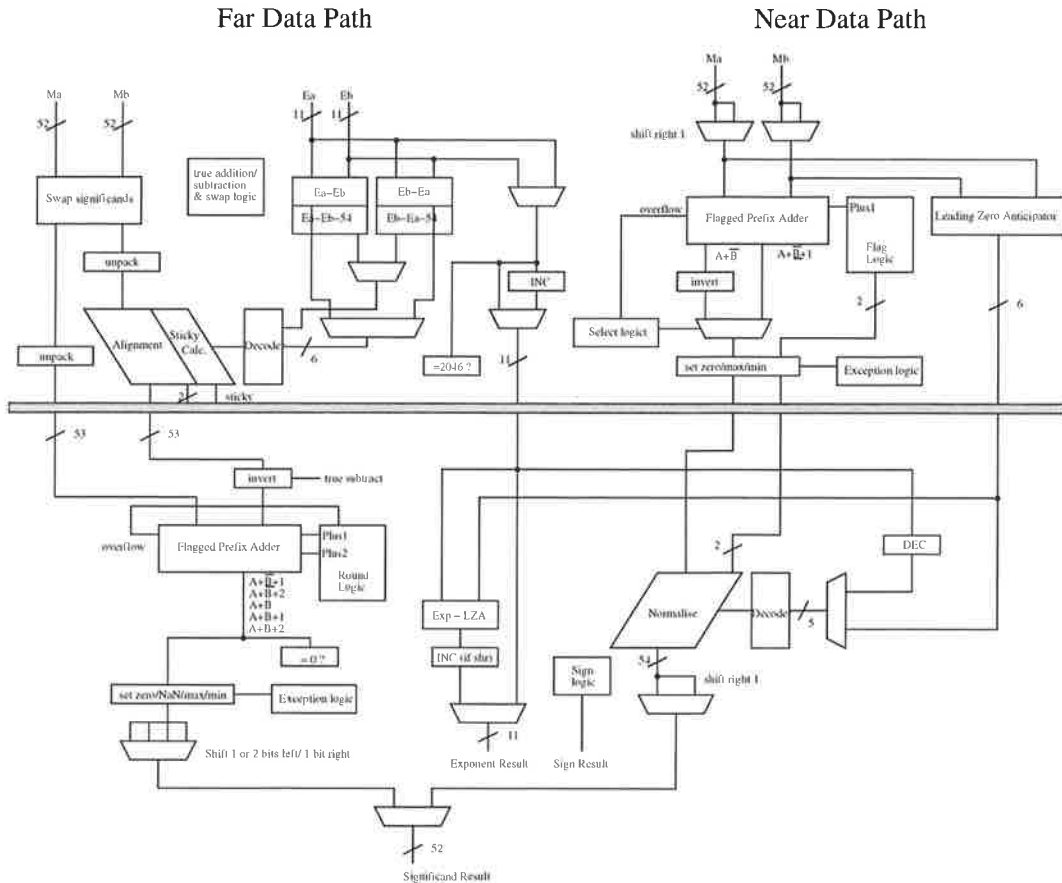 Far Data Path
Near Data Path
Ma
Mb
52
52
Ea
Eb
11
11
11
Swap significands
true addition/
subtraction
& swap logic
Ea-Eb
Eb-Ea
Ea-Eb-54
Eb-Ea-54
unpack
unpack
Alignment
Sticky
Calc.
Decode
6
2
sticky
INC
=2046 ?
11
Ma
Mb
52
52
shift right 1
overflow
Flagged Prefix Adder
Plus1
Flag
Logic
Leading Zero Anticipator
A+B
A+B+1
invert
2
6
Select logict
set zero/max/min
Exception logic
53
53
invert
true subtract
overflow
Flagged Prefix Adder
Plus1
Plus2
Round
Logic
A+B+1
A+B+2
A+B
A+B+1
A+B+2
= 0 ?
set zero/NaN/max/min
Exception logic
Shift 1 or 2 bits left/ 1 bit right
Exp – LZA
INC (if shr)
11
Exponent Result
Sign
logic
Sign Result
2
DEC
Normalise
Decode
5
54
shift right 1
52
Significand Result